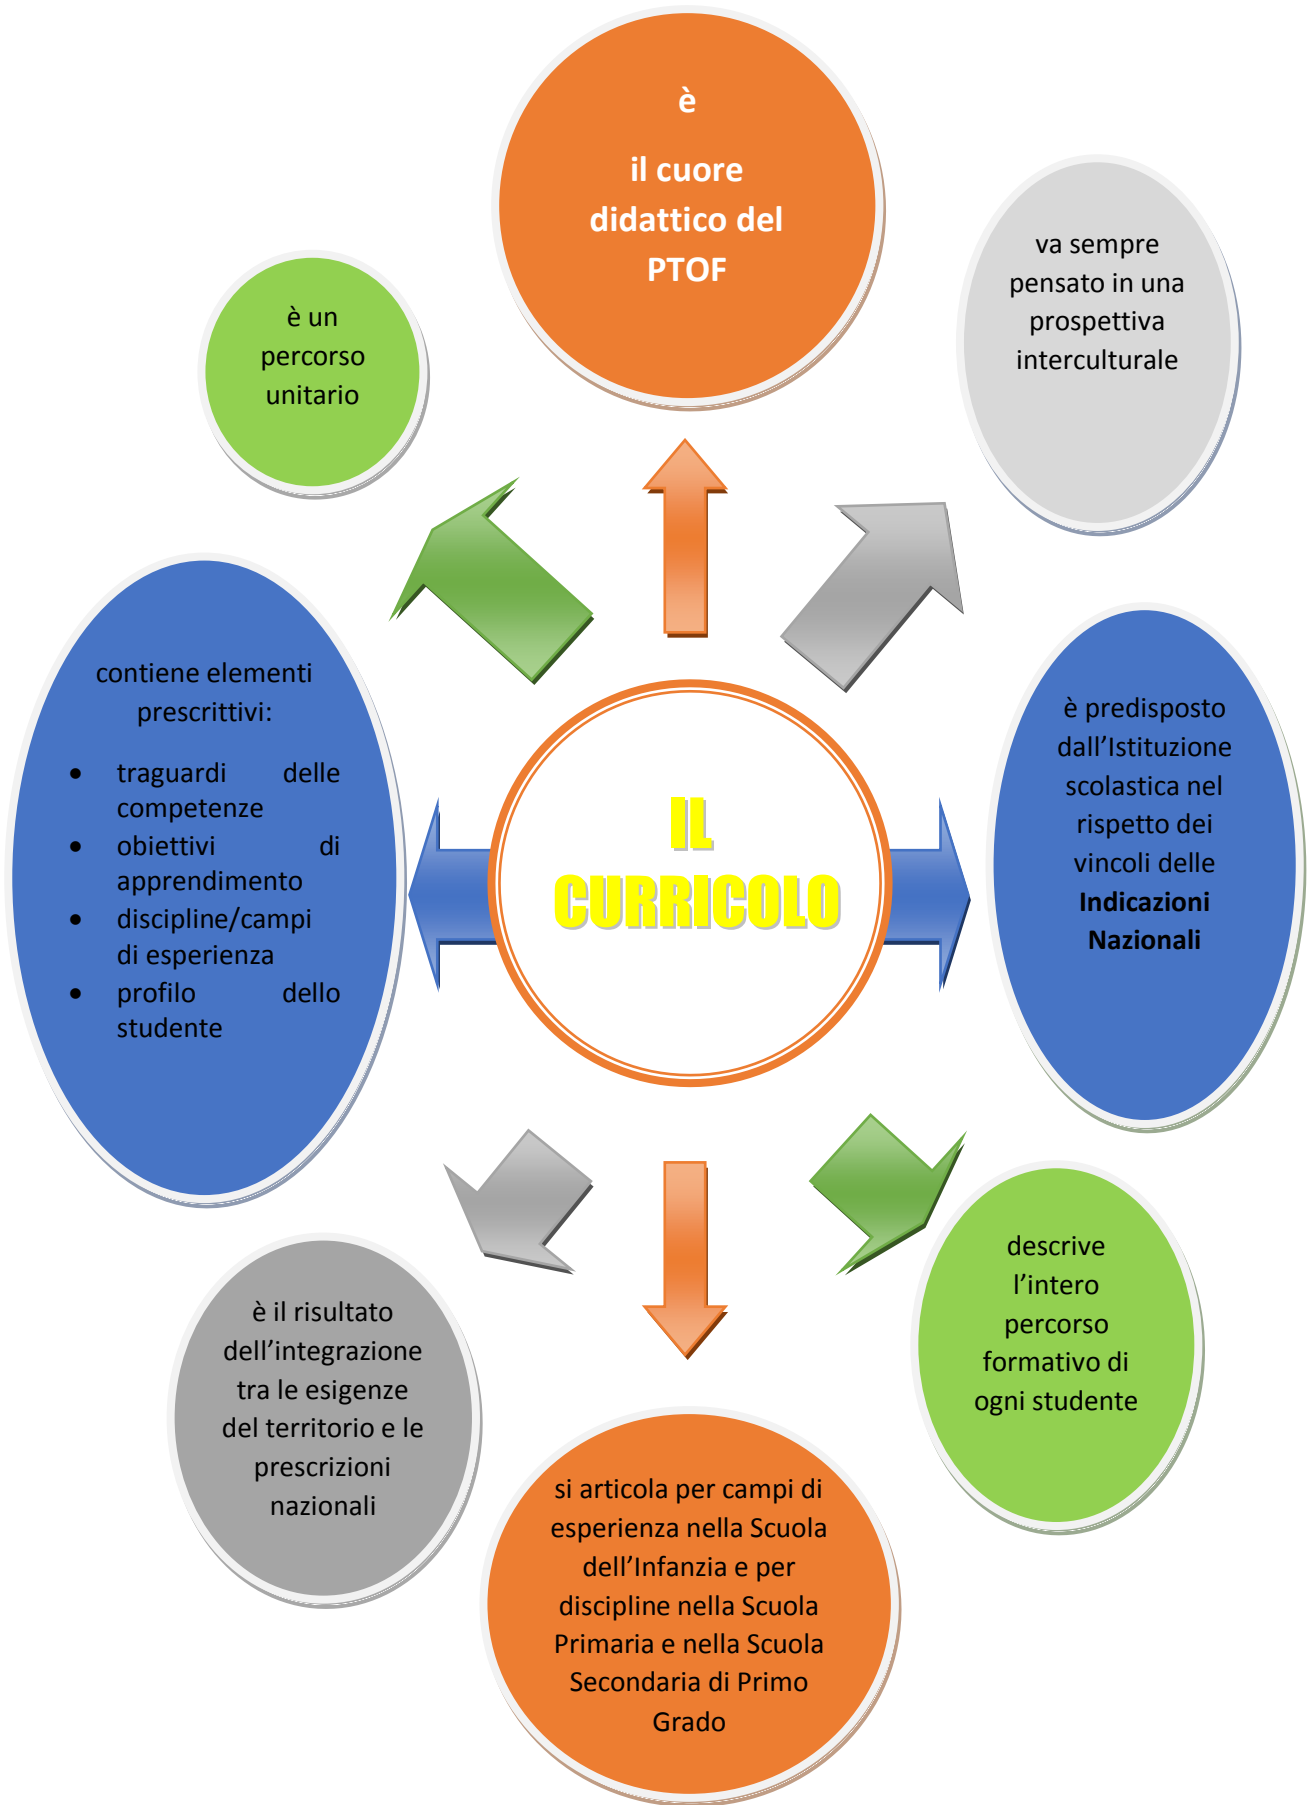 è
il cuore
didattico del
PTOF
va sempre
pensato in una
prospettiva
interculturale
è un
percorso
unitario
contiene elementi
prescrittivi:
• traguardi delle
competenze
• obiettivi di
apprendimento
• discipline/campi
di esperienza
• profilo dello
studente
IL
CURRICOLO
è predisposto
dall’Istituzione
scolastica nel
rispetto dei
vincoli delle
Indicazioni
Nazionali
descrive
l’intero
percorso
formativo di
ogni studente
è il risultato
dell’integrazione
tra le esigenze
del territorio e le
prescrizioni
nazionali
si articola per campi di
esperienza nella Scuola
dell’Infanzia e per
discipline nella Scuola
Primaria e nella Scuola
Secondaria di Primo
Grado